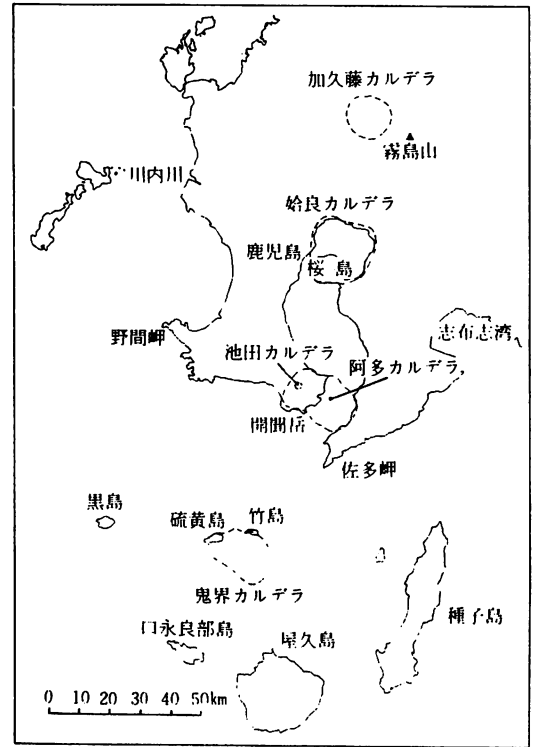 加久藤カルデラ
霧島山
川内川
姶良カルデラ
鹿児島
桜島
志布志湾
野間岬
池田カルデラ
阿多カルデラ
開聞岳
佐多岬
黒島
硫黄島
竹島
鬼界カルデラ
種子島
口永良部島
屋久島
0 10 20 30 40 50km